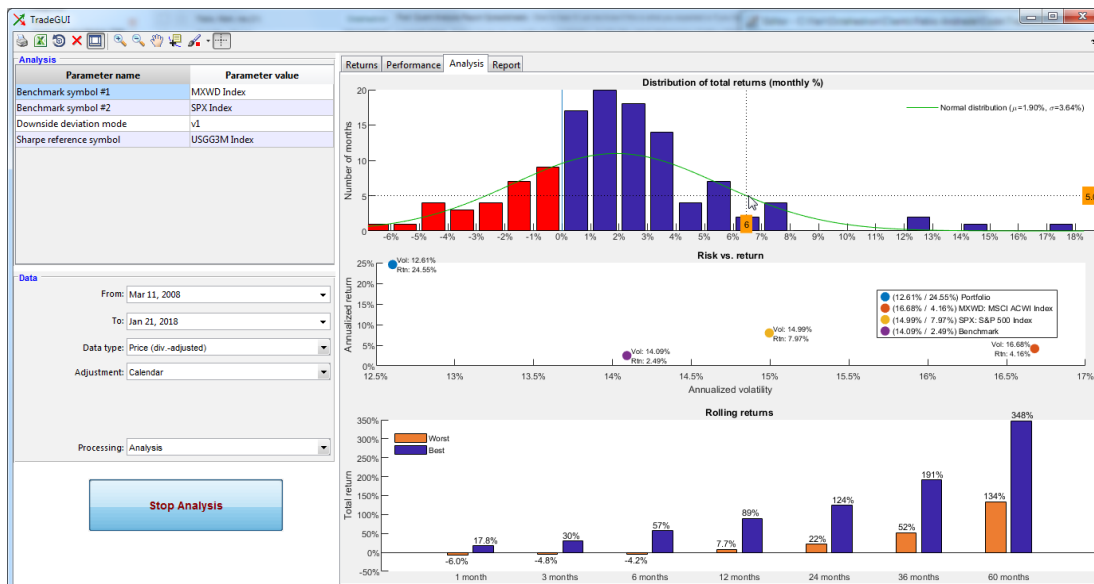 TradeGUI
Analysis
Parameter name Parameter value
Benchmark symbol #1 MXWD Index
Benchmark symbol #2 SPX Index
Downside deviation mode v1
Sharpe reference symbol USGG3M Index
Data
From: Mar 11, 2008
To: Jan 21, 2018
Data type: Price (div.-adjusted)
Adjustment: Calendar
Processing: Analysis
Stop Analysis
Returns Performance Analysis Report
Distribution of total returns (monthly %)
Number of months
20
15
10
5
0
Normal distribution (μ=1.90%, σ=3.64%)
6
5.0
-6% -5% -4% -3% -2% -1% 0% 1% 2% 3% 4% 5% 6% 7% 8% 9% 10% 11% 12% 13% 14% 15% 16% 17% 18%
Risk vs. return
Annualized return
25%
20%
15%
10%
5%
0%
Vol: 12.61%
Rtn: 24.55%
Vol: 14.09%
Rtn: 2.49%
Vol: 14.99%
Rtn: 7.97%
Vol: 16.68%
Rtn: 4.16%
(12.61% / 24.55%) Portfolio
(16.68% / 4.16%) MXWD: MSCI ACWI Index
(14.99% / 7.97%) SPX: S&P 500 Index
(14.09% / 2.49%) Benchmark
12.5% 13% 13.5% 14% 14.5% 15% 15.5% 16% 16.5% 17%
Annualized volatility
Rolling returns
Total return
350%
300%
250%
200%
150%
100%
50%
0%
-50%
Worst
Best
-6.0% 17.8%
-4.8% 30%
-4.2% 57%
7.7% 89%
22% 124%
52% 191%
134% 348%
1 month 3 months 6 months 12 months 24 months 36 months 60 months